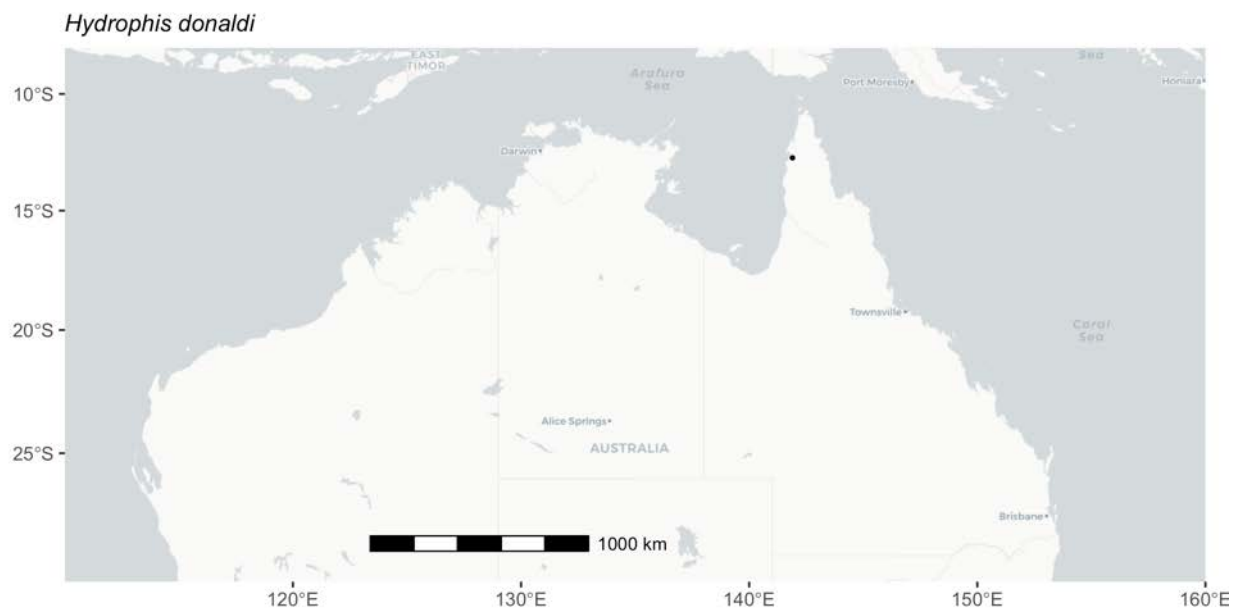 Hydrophis donaldi
EAST
TIMOR
Arafura
Sea
Port Moresby
Sea
Honiara
10°S
Darwin
15°S
Townsville
20°S
Coral
Sea
Alice Springs
AUSTRALIA
25°S
Brisbane
1000 km
120°E
130°E
140°E
150°E
160°E